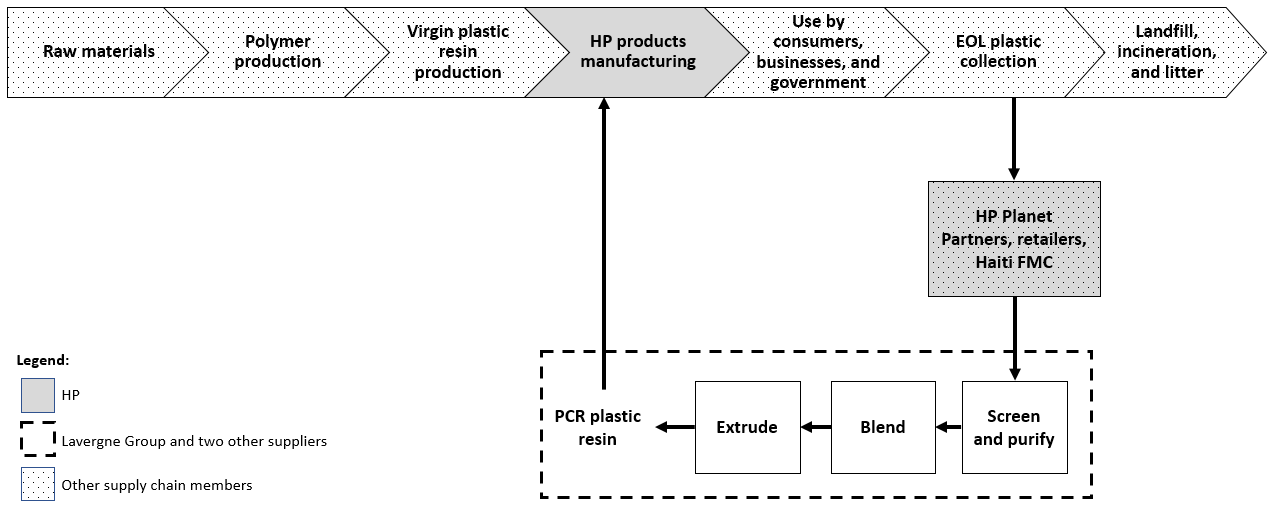 Raw materials
Polymer
production
Virgin plastic
resin
production
HP products
manufacturing
Use by
consumers,
businesses, and
government
EOL plastic
collection
Landfill,
incineration,
and litter
HP Planet
Partners, retailers,
Haiti FMC
Legend:
HP
Lavergne Group and two other suppliers
Other supply chain members
PCR plastic
resin
Extrude
Blend
Screen
and purify